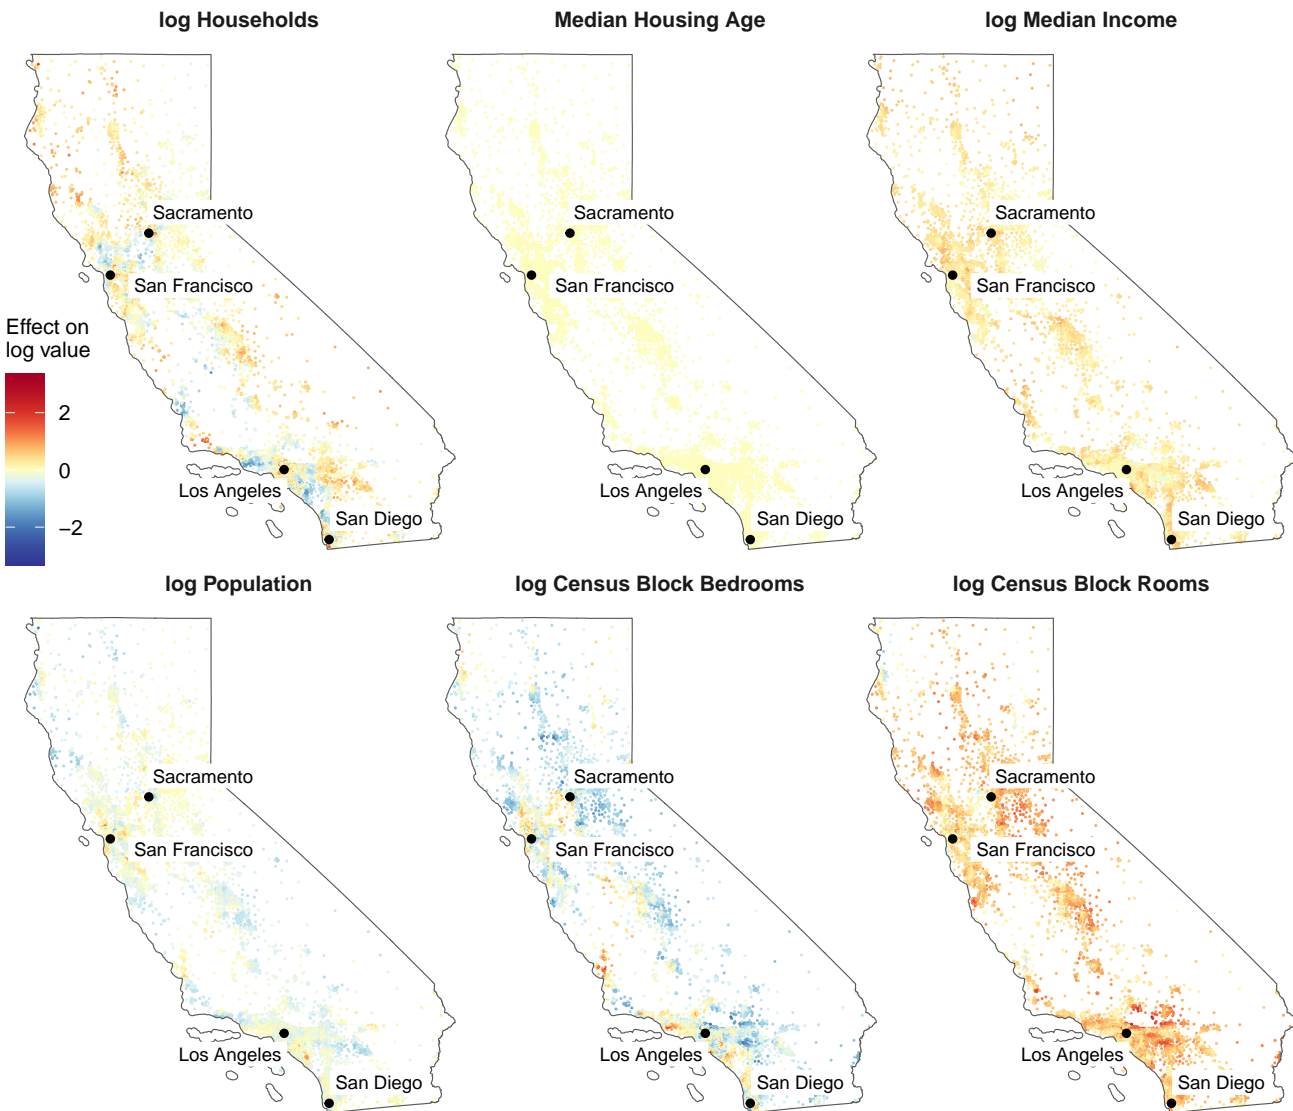 log Households
Median Housing Age
log Median Income
Sacramento
San Francisco
Los Angeles
San Diego
Sacramento
San Francisco
Los Angeles
San Diego
Sacramento
San Francisco
Los Angeles
San Diego
Effect on
log value
2
0
−2
log Population
log Census Block Bedrooms
log Census Block Rooms
Sacramento
San Francisco
Los Angeles
San Diego
Sacramento
San Francisco
Los Angeles
San Diego
Sacramento
San Francisco
Los Angeles
San Diego